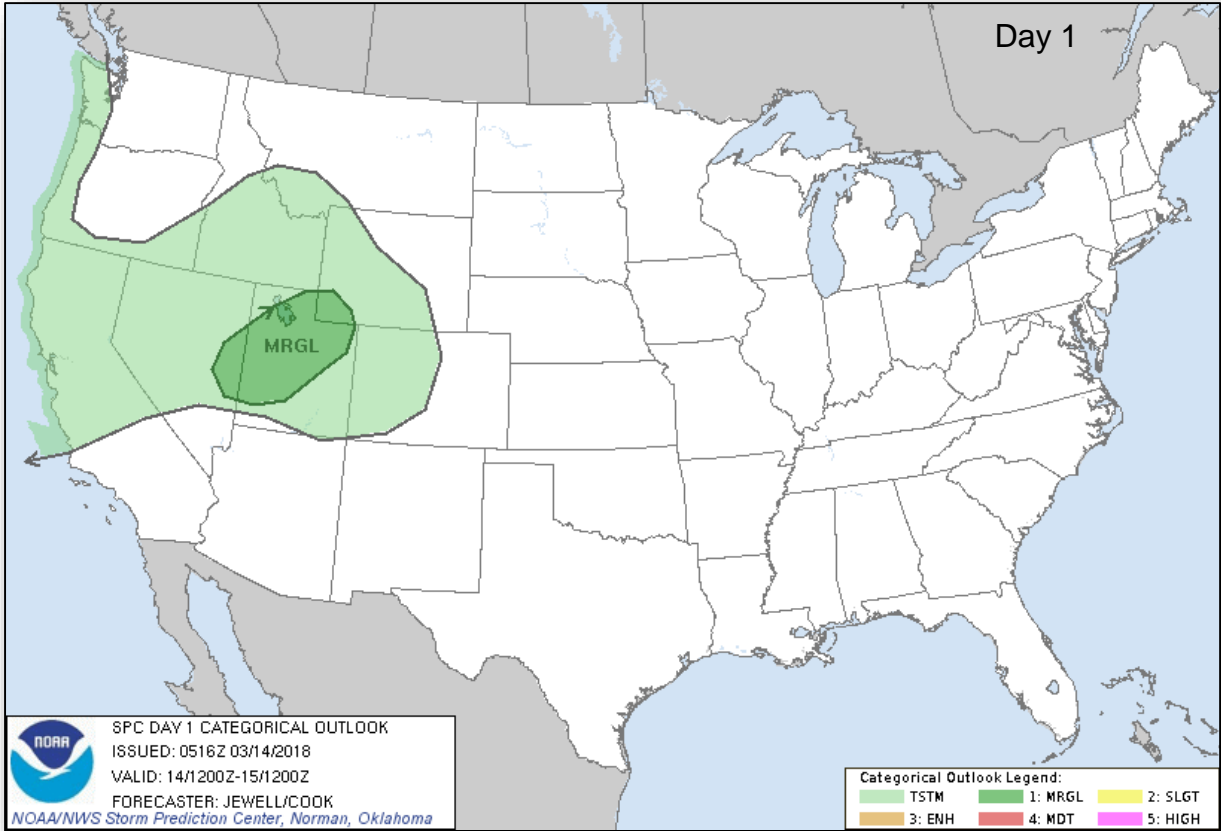 Day 1
MRGL
NOAA
SPC DAY 1 CATEGORICAL OUTLOOK
ISSUED: 0516Z 03/14/2018
VALID: 14/1200Z-15/1200Z
FORECASTER: JEWELL/COOK
NOAA/NWS Storm Prediction Center, Norman, Oklahoma
Categorical Outlook Legend:
TSTM 1: MRGL 2: SLGT
3: ENH 4: MDT 5: HIGH